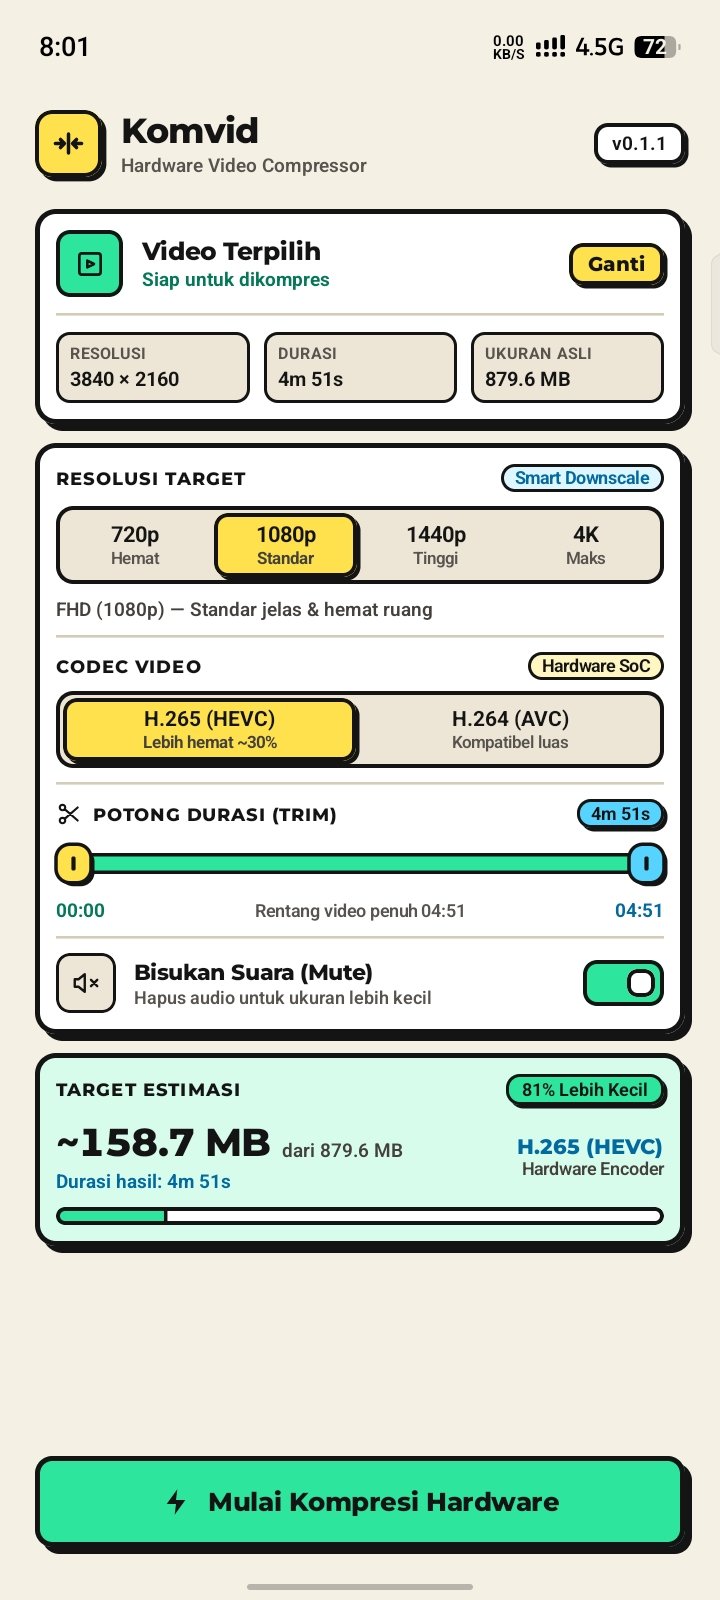 8:01
0.00 KB/S 4.5G 72
Komvid
Hardware Video Compressor
v0.1.1
Video Terpilih
Siap untuk dikompres
Ganti
RESOLUSI
3840 × 2160
DURASI
4m 51s
UKURAN ASLI
879.6 MB
RESOLUSI TARGET
Smart Downscale
720p
Hemat
1080p
Standar
1440p
Tinggi
4K
Maks
FHD (1080p) — Standar jelas & hemat ruang
CODEC VIDEO
Hardware SoC
H.265 (HEVC)
Lebih hemat ~30%
H.264 (AVC)
Kompatibel luas
POTONG DURASI (TRIM)
4m 51s
00:00
Rentang video penuh 04:51
04:51
Bisukan Suara (Mute)
Hapus audio untuk ukuran lebih kecil
TARGET ESTIMASI
81% Lebih Kecil
~158.7 MB dari 879.6 MB
Durasi hasil: 4m 51s
H.265 (HEVC)
Hardware Encoder
Mulai Kompresi Hardware